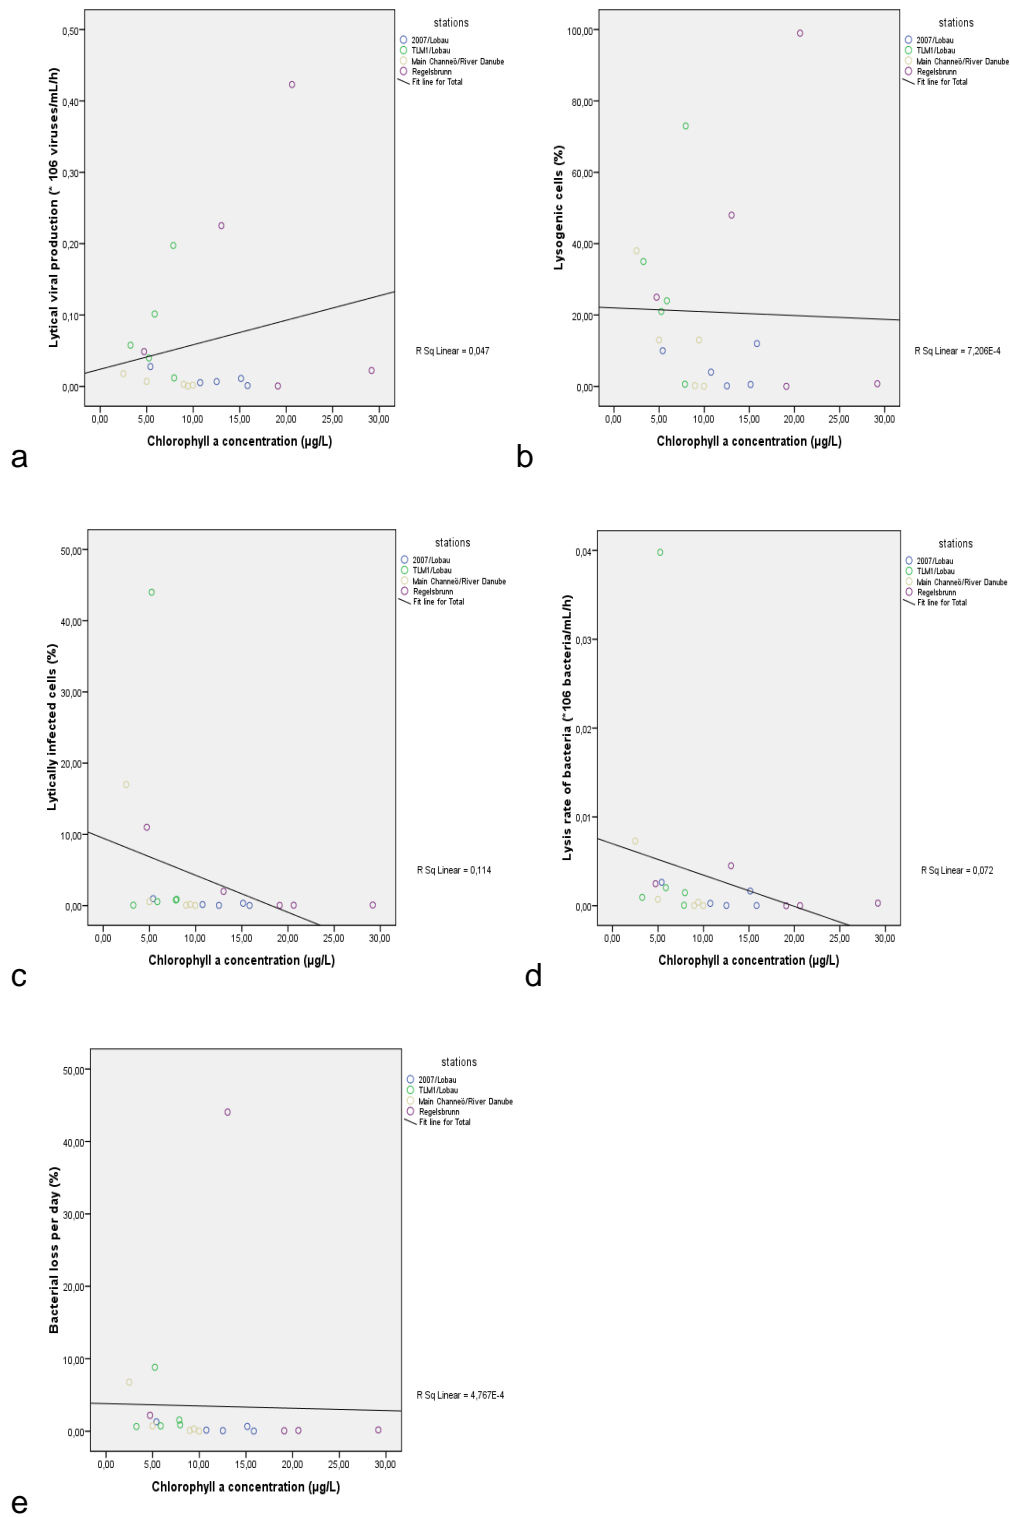 stations
2007/Lobau
TLM1/Lobau
Main Channeö/River Danube
Regelsbrunn
Fit line for Total
Lytical viral production (* 106 viruses/mL/h)
0,50
0,40
0,30
0,20
0,10
0,00
R Sq Linear = 0,047
0,00 5,00 10,00 15,00 20,00 25,00 30,00
Chlorophyll a concentration (µg/L)
a
stations
2007/Lobau
TLM1/Lobau
Main Channeö/River Danube
Regelsbrunn
Fit line for Total
Lysogenic cells (%)
100,00
80,00
60,00
40,00
20,00
0,00
R Sq Linear = 7,206E-4
0,00 5,00 10,00 15,00 20,00 25,00 30,00
Chlorophyll a concentration (µg/L)
b
stations
2007/Lobau
TLM1/Lobau
Main Channeö/River Danube
Regelsbrunn
Fit line for Total
Lytically infected cells (%)
50,00
40,00
30,00
20,00
10,00
0,00
R Sq Linear = 0,114
0,00 5,00 10,00 15,00 20,00 25,00 30,00
Chlorophyll a concentration (µg/L)
c
stations
2007/Lobau
TLM1/Lobau
Main Channeö/River Danube
Regelsbrunn
Fit line for Total
Lysis rate of bacteria (*106 bacteria/mL/h)
0,04
0,03
0,02
0,01
0,00
R Sq Linear = 0,072
0,00 5,00 10,00 15,00 20,00 25,00 30,00
Chlorophyll a concentration (µg/L)
d
stations
2007/Lobau
TLM1/Lobau
Main Channeö/River Danube
Regelsbrunn
Fit line for Total
Bacterial loss per day (%)
50,00
40,00
30,00
20,00
10,00
0,00
R Sq Linear = 4,767E-4
0,00 5,00 10,00 15,00 20,00 25,00 30,00
Chlorophyll a concentration (µg/L)
e